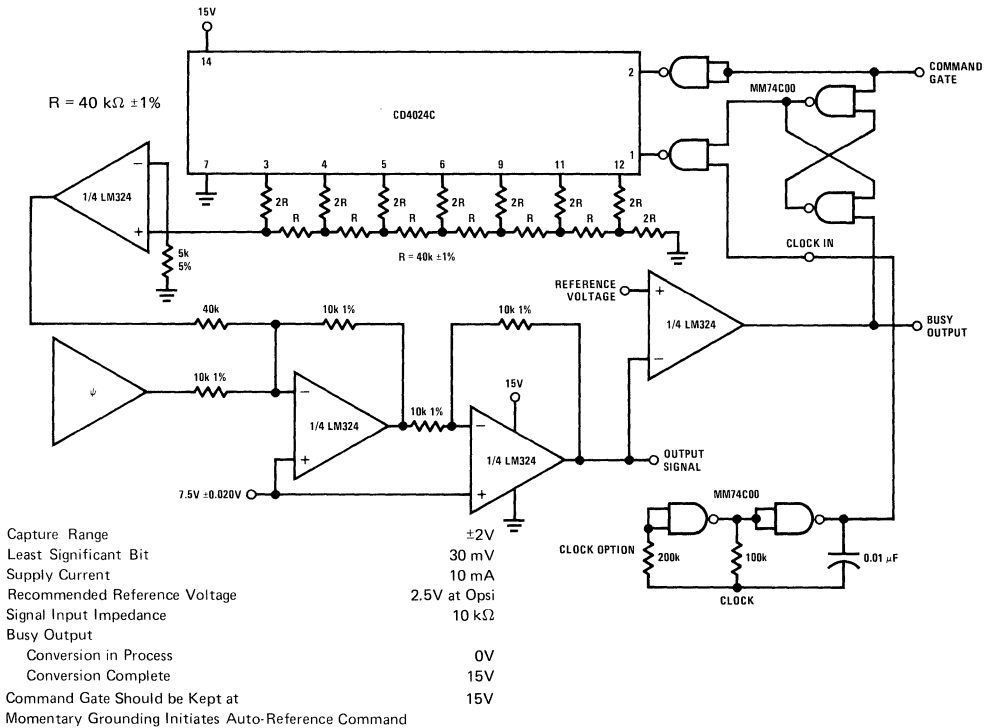 15V
14
R = 40 kΩ ±1%
CD4024C
2
1
7
3
4
5
6
9
11
12
COMMAND
GATE
MM74C00
2R
2R
2R
2R
2R
2R
2R
R
R
R
R
R
R
2R
R = 40k ±1%
−
1/4 LM324
+
5k
5%
CLOCK IN
REFERENCE
VOLTAGE
+
1/4 LM324
−
BUSY
OUTPUT
40k
10k 1%
10k 1%
ψ
10k 1%
−
1/4 LM324
+
10k 1%
15V
−
1/4 LM324
+
OUTPUT
SIGNAL
7.5V ±0.020V
MM74C00
CLOCK OPTION
200k
100k
0.01 μF
CLOCK
Capture Range ±2V
Least Significant Bit 30 mV
Supply Current 10 mA
Recommended Reference Voltage 2.5V at Opsi
Signal Input Impedance 10 kΩ
Busy Output
Conversion in Process 0V
Conversion Complete 15V
Command Gate Should be Kept at 15V
Momentary Grounding Initiates Auto-Reference Command